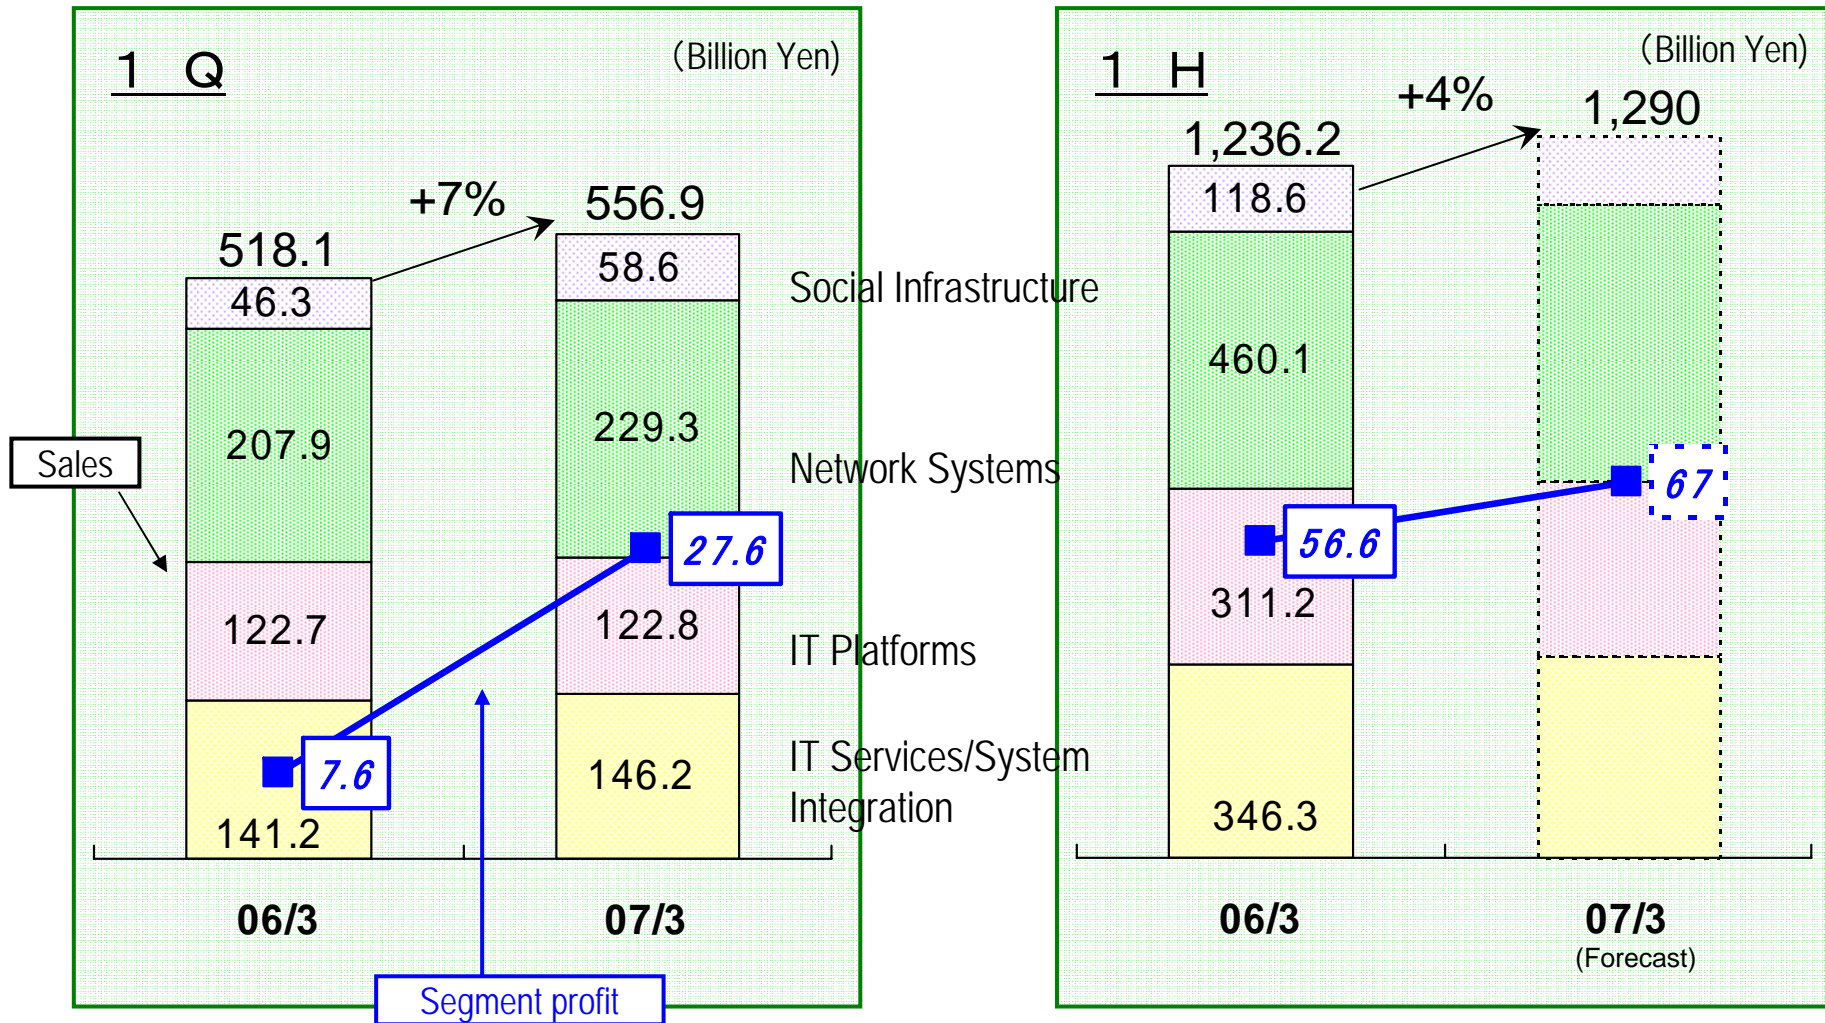 1 Q
(Billion Yen)
+7%
518.1
556.9
46.3
58.6
207.9
229.3
122.7
122.8
141.2
146.2
7.6
27.6
Sales
Segment profit
06/3
07/3
Social Infrastructure
Network Systems
IT Platforms
IT Services/System
Integration
1 H
(Billion Yen)
+4%
1,236.2
1,290
118.6
460.1
311.2
346.3
56.6
67
06/3
07/3
(Forecast)